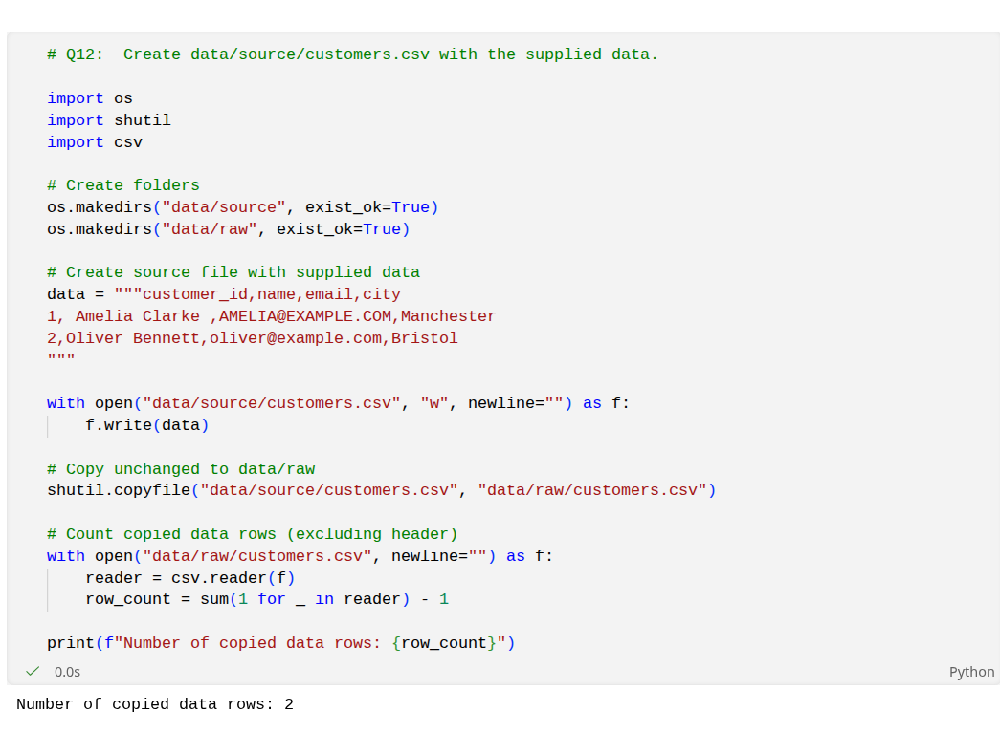 # Q12:  Create data/source/customers.csv with the supplied data.
import os
import shutil
import csv
# Create folders
os.makedirs("data/source", exist_ok=True)
os.makedirs("data/raw", exist_ok=True)
# Create source file with supplied data
data = """customer_id,name,email,city
1, Amelia Clarke ,AMELIA@EXAMPLE.COM,Manchester
2,Oliver Bennett,oliver@example.com,Bristol
"""
with open("data/source/customers.csv", "w", newline="") as f:
    f.write(data)
# Copy unchanged to data/raw
shutil.copyfile("data/source/customers.csv", "data/raw/customers.csv")
# Count copied data rows (excluding header)
with open("data/raw/customers.csv", newline="") as f:
    reader = csv.reader(f)
    row_count = sum(1 for _ in reader) - 1
print(f"Number of copied data rows: {row_count}")
0.0s Python
Number of copied data rows: 2